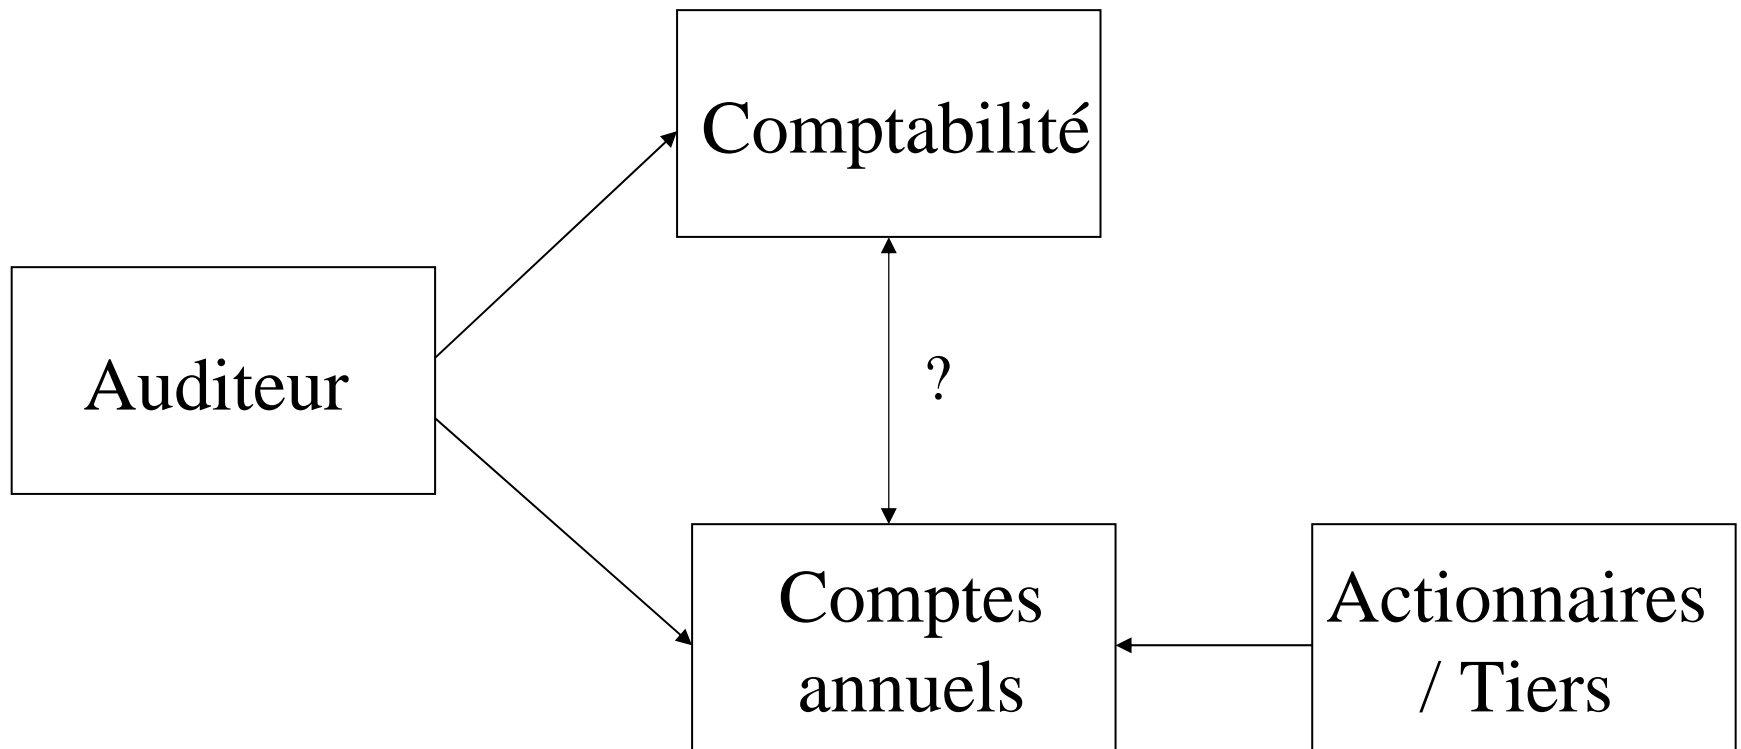 Comptabilité
Auditeur
?
Comptes
annuels
Actionnaires
/ Tiers